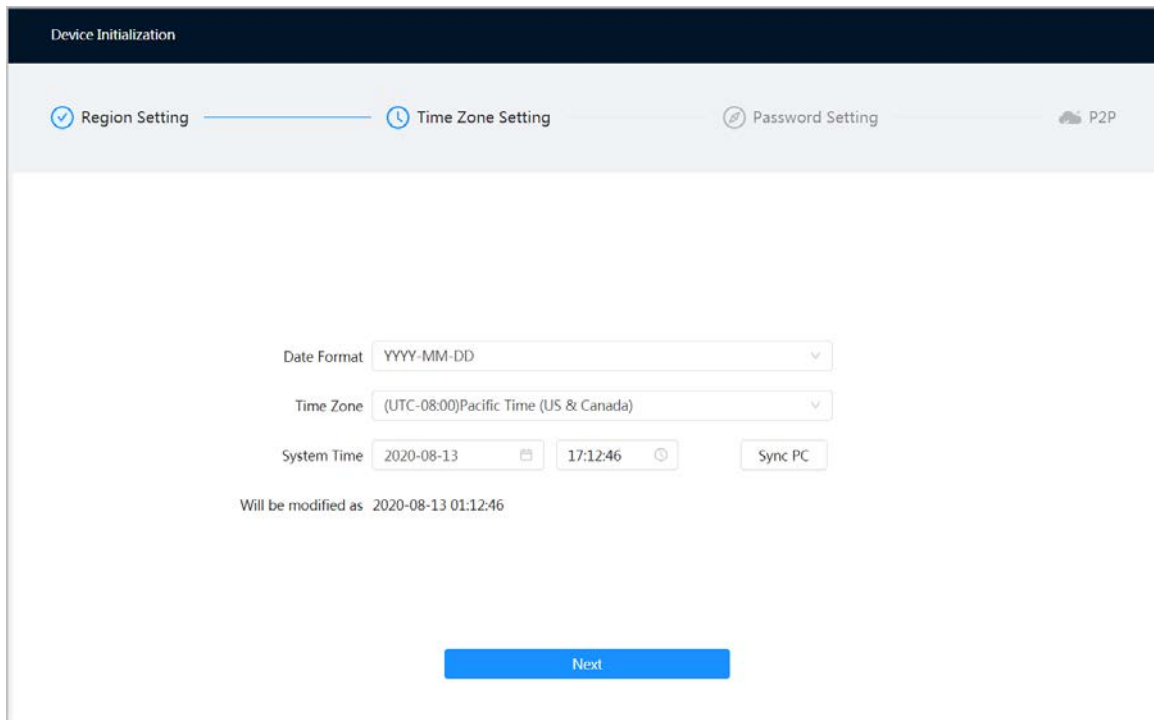 Device Initialization
Region Setting Time Zone Setting Password Setting P2P
Date Format YYYY-MM-DD
Time Zone (UTC-08:00)Pacific Time (US & Canada)
System Time 2020-08-13 17:12:46 Sync PC
Will be modified as 2020-08-13 01:12:46
Next